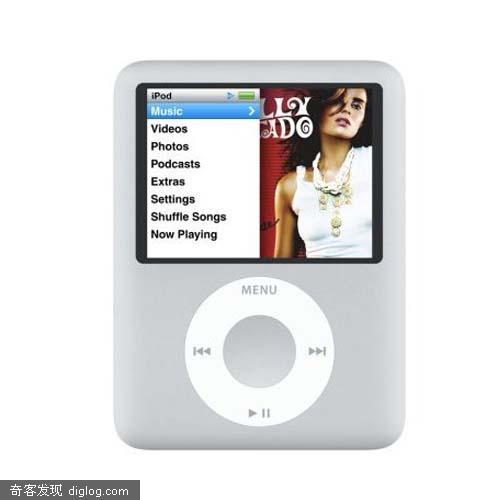 iPod
Music
Videos
Photos
Podcasts
Extras
Settings
Shuffle Songs
Now Playing
LLY
ADO
MENU
奇客发现 diglog.com